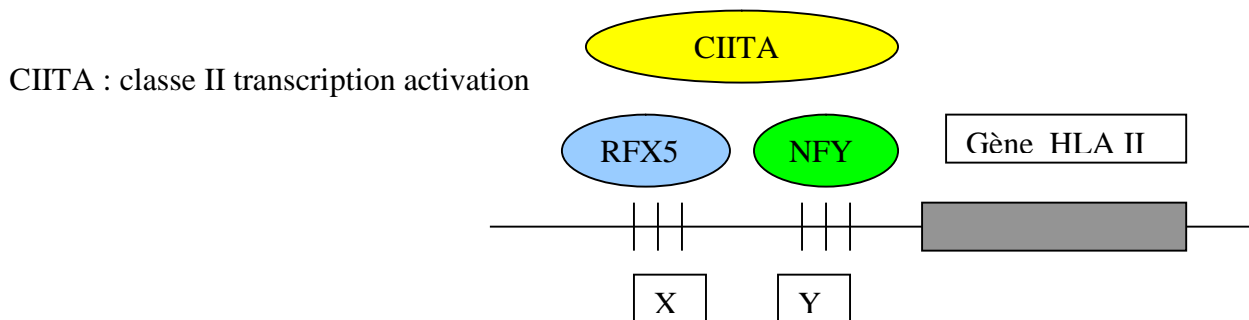 CIITA
CIITA : classe II transcription activation
RFX5 NFY Gène HLA II
X Y